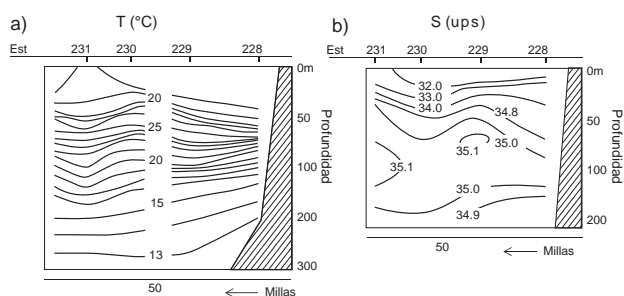 a) T (°C)
Est 231 230 229 228
20
25
20
15
13
0m
50
100
150
200
300
Profundidad
50 ← Millas
b) S (ups)
Est 231 230 229 228
32.0
33.0
34.0
34.8
35.0
35.1
35.1
35.0
34.9
0m
50
100
200
Profundidad
50 ← Millas